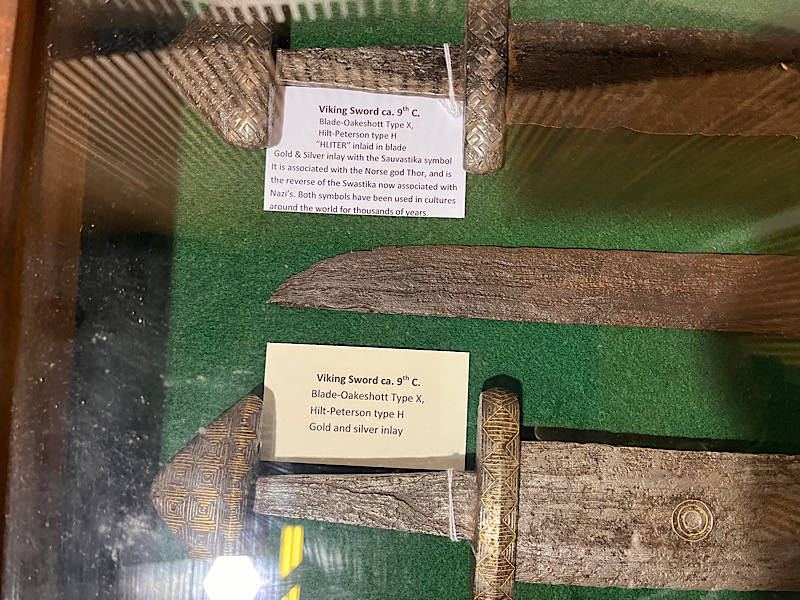 Viking Sword ca. 9th C.
Blade-Oakeshott Type X,
Hilt-Peterson type H
"HLITER" inlaid in blade
Gold & Silver inlay with the Sauvastika symbol
It is associated with the Norse god Thor, and is
the reverse of the Swastika now associated with
Nazi's. Both symbols have been used in cultures
around the world for thousands of years.
Viking Sword ca. 9th C.
Blade-Oakeshott Type X,
Hilt-Peterson type H
Gold and silver inlay